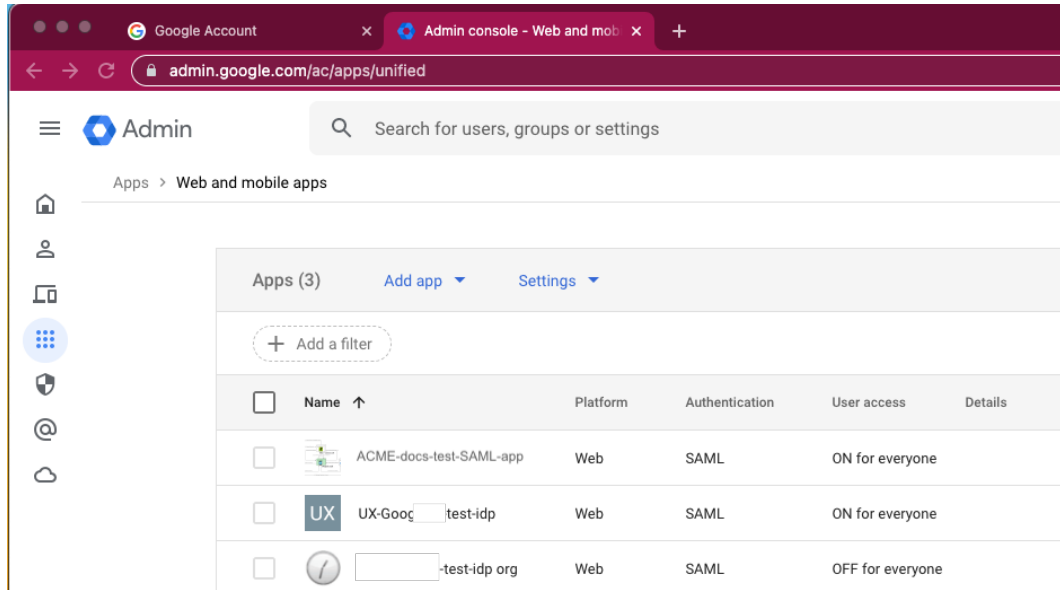 Google Account
Admin console - Web and mob
admin.google.com/ac/apps/unified
Admin
Search for users, groups or settings
Apps > Web and mobile apps
Apps (3) Add app Settings
+ Add a filter
Name ↑ Platform Authentication User access Details
ACME-docs-test-SAML-app Web SAML ON for everyone
UX UX-Goog test-idp Web SAML ON for everyone
-test-idp org Web SAML OFF for everyone